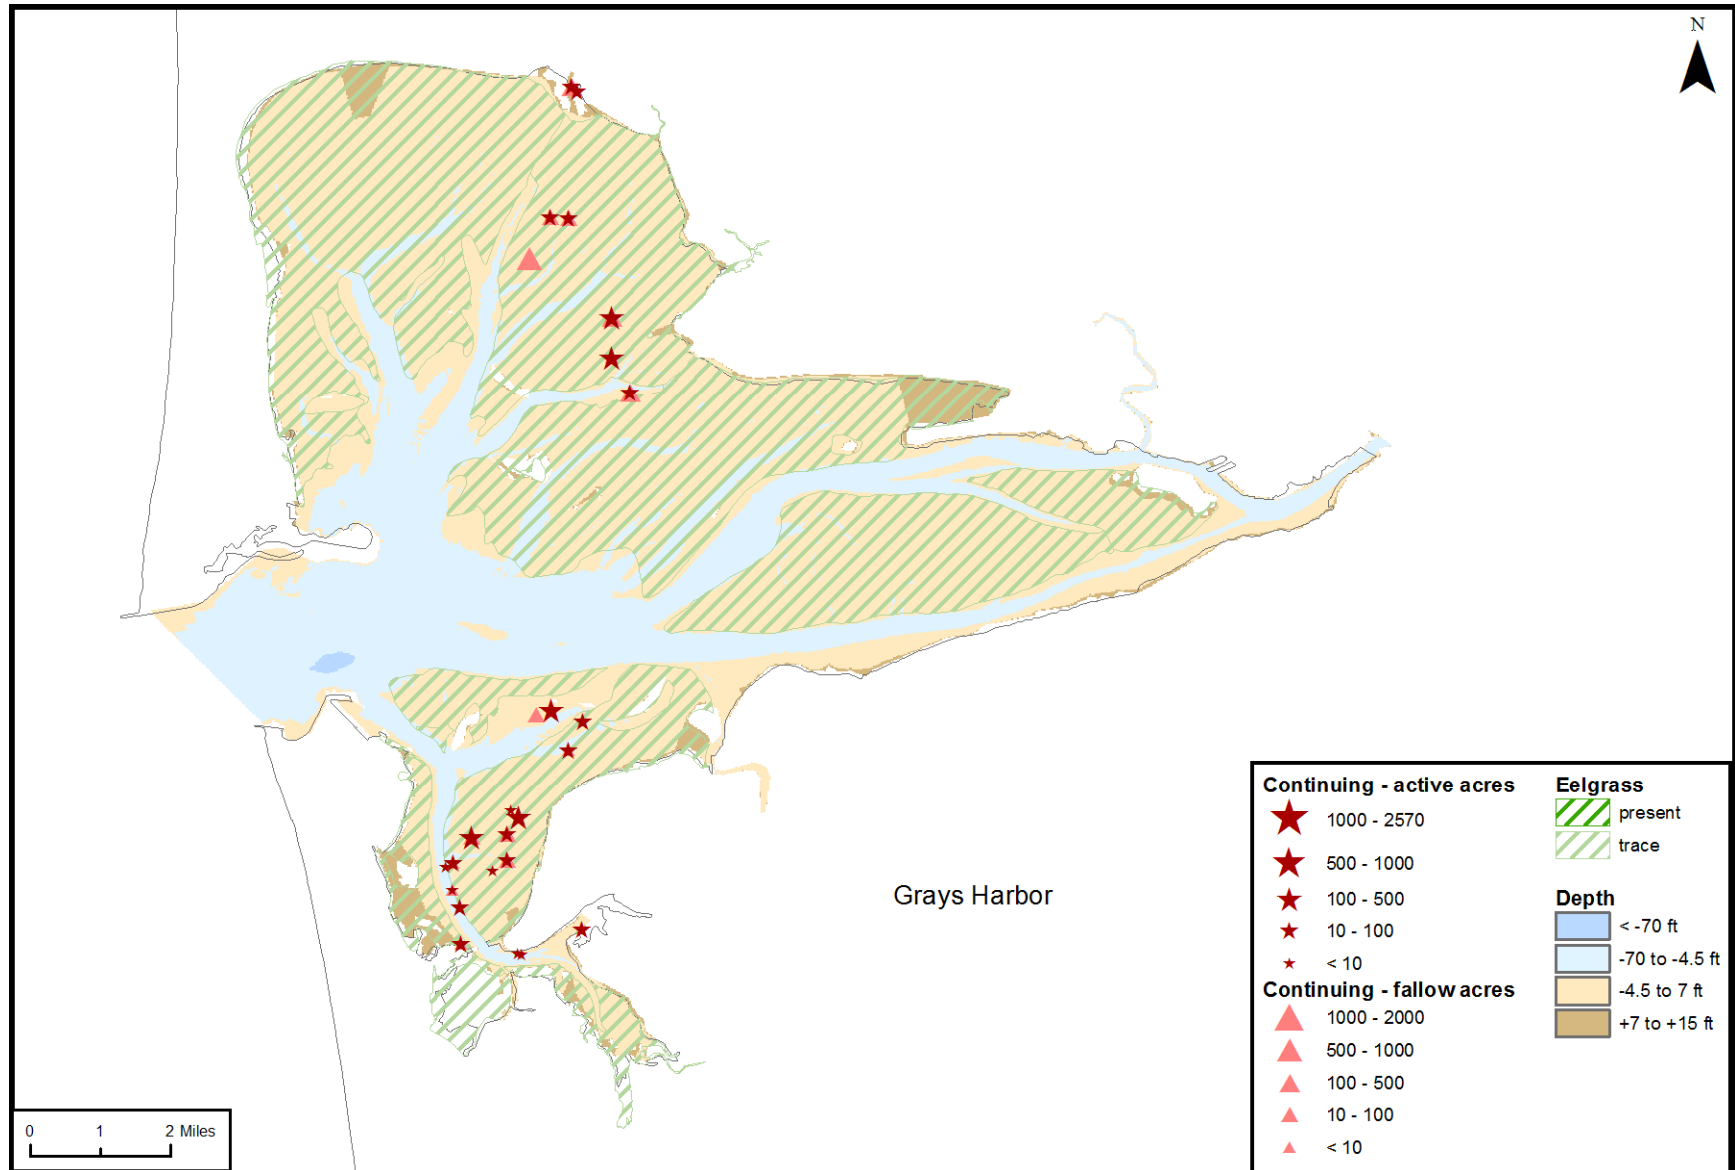 N
Grays Harbor
Continuing - active acres
1000 - 2570
500 - 1000
100 - 500
10 - 100
< 10
Continuing - fallow acres
1000 - 2000
500 - 1000
100 - 500
10 - 100
< 10
Eelgrass
present
trace
Depth
< -70 ft
-70 to -4.5 ft
-4.5 to 7 ft
+7 to +15 ft
0 1 2 Miles